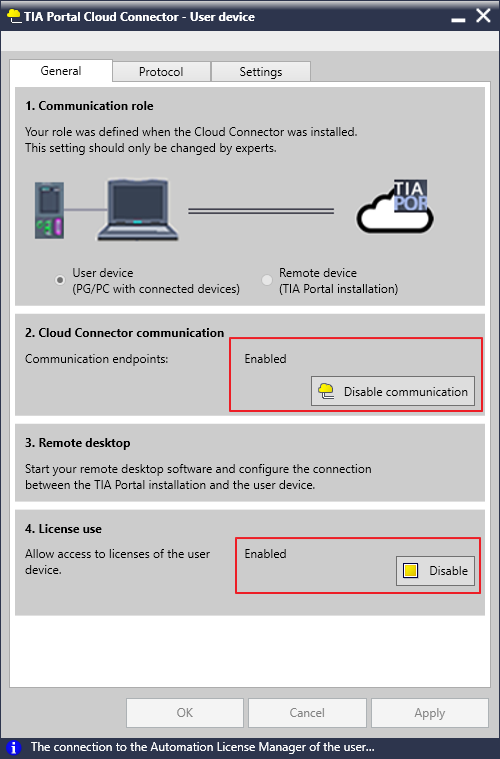 TIA Portal Cloud Connector - User device
General
Protocol
Settings
1. Communication role
Your role was defined when the Cloud Connector was installed.
This setting should only be changed by experts.
TIA
POR
User device
(PG/PC with connected devices)
Remote device
(TIA Portal installation)
2. Cloud Connector communication
Communication endpoints:
Enabled
Disable communication
3. Remote desktop
Start your remote desktop software and configure the connection
between the TIA Portal installation and the user device.
4. License use
Allow access to licenses of the user
device.
Enabled
Disable
OK
Cancel
Apply
The connection to the Automation License Manager of the user...